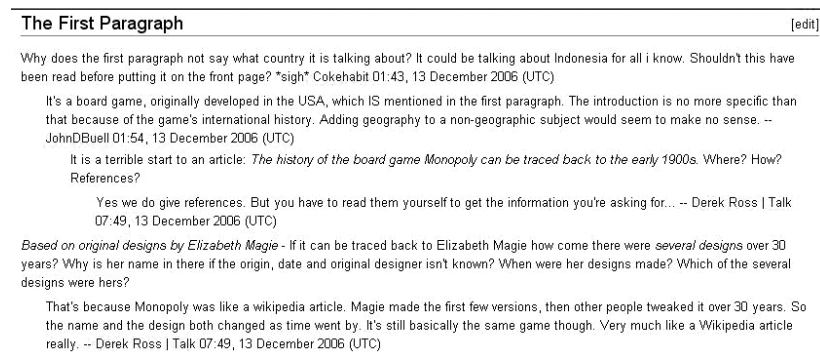 The First Paragraph [edit]
Why does the first paragraph not say what country it is talking about? It could be talking about Indonesia for all i know. Shouldn't this have
been read before putting it on the front page? *sigh* Cokehabit 01:43, 13 December 2006 (UTC)
It's a board game, originally developed in the USA, which IS mentioned in the first paragraph. The introduction is no more specific than
that because of the game's international history. Adding geography to a non-geographic subject would seem to make no sense. --
JohnDBuell 01:54, 13 December 2006 (UTC)
It is a terrible start to an article: The history of the board game Monopoly can be traced back to the early 1900s. Where? How?
References?
Yes we do give references. But you have to read them yourself to get the information you're asking for... -- Derek Ross | Talk
07:49, 13 December 2006 (UTC)
Based on original designs by Elizabeth Magie - If it can be traced back to Elizabeth Magie how come there were several designs over 30
years? Why is her name in there if the origin, date and original designer isn't known? When were her designs made? Which of the several
designs were hers?
That's because Monopoly was like a wikipedia article. Magie made the first few versions, then other people tweaked it over 30 years. So
the name and the design both changed as time went by. It's still basically the same game though. Very much like a Wikipedia article
really. -- Derek Ross | Talk 07:49, 13 December 2006 (UTC)